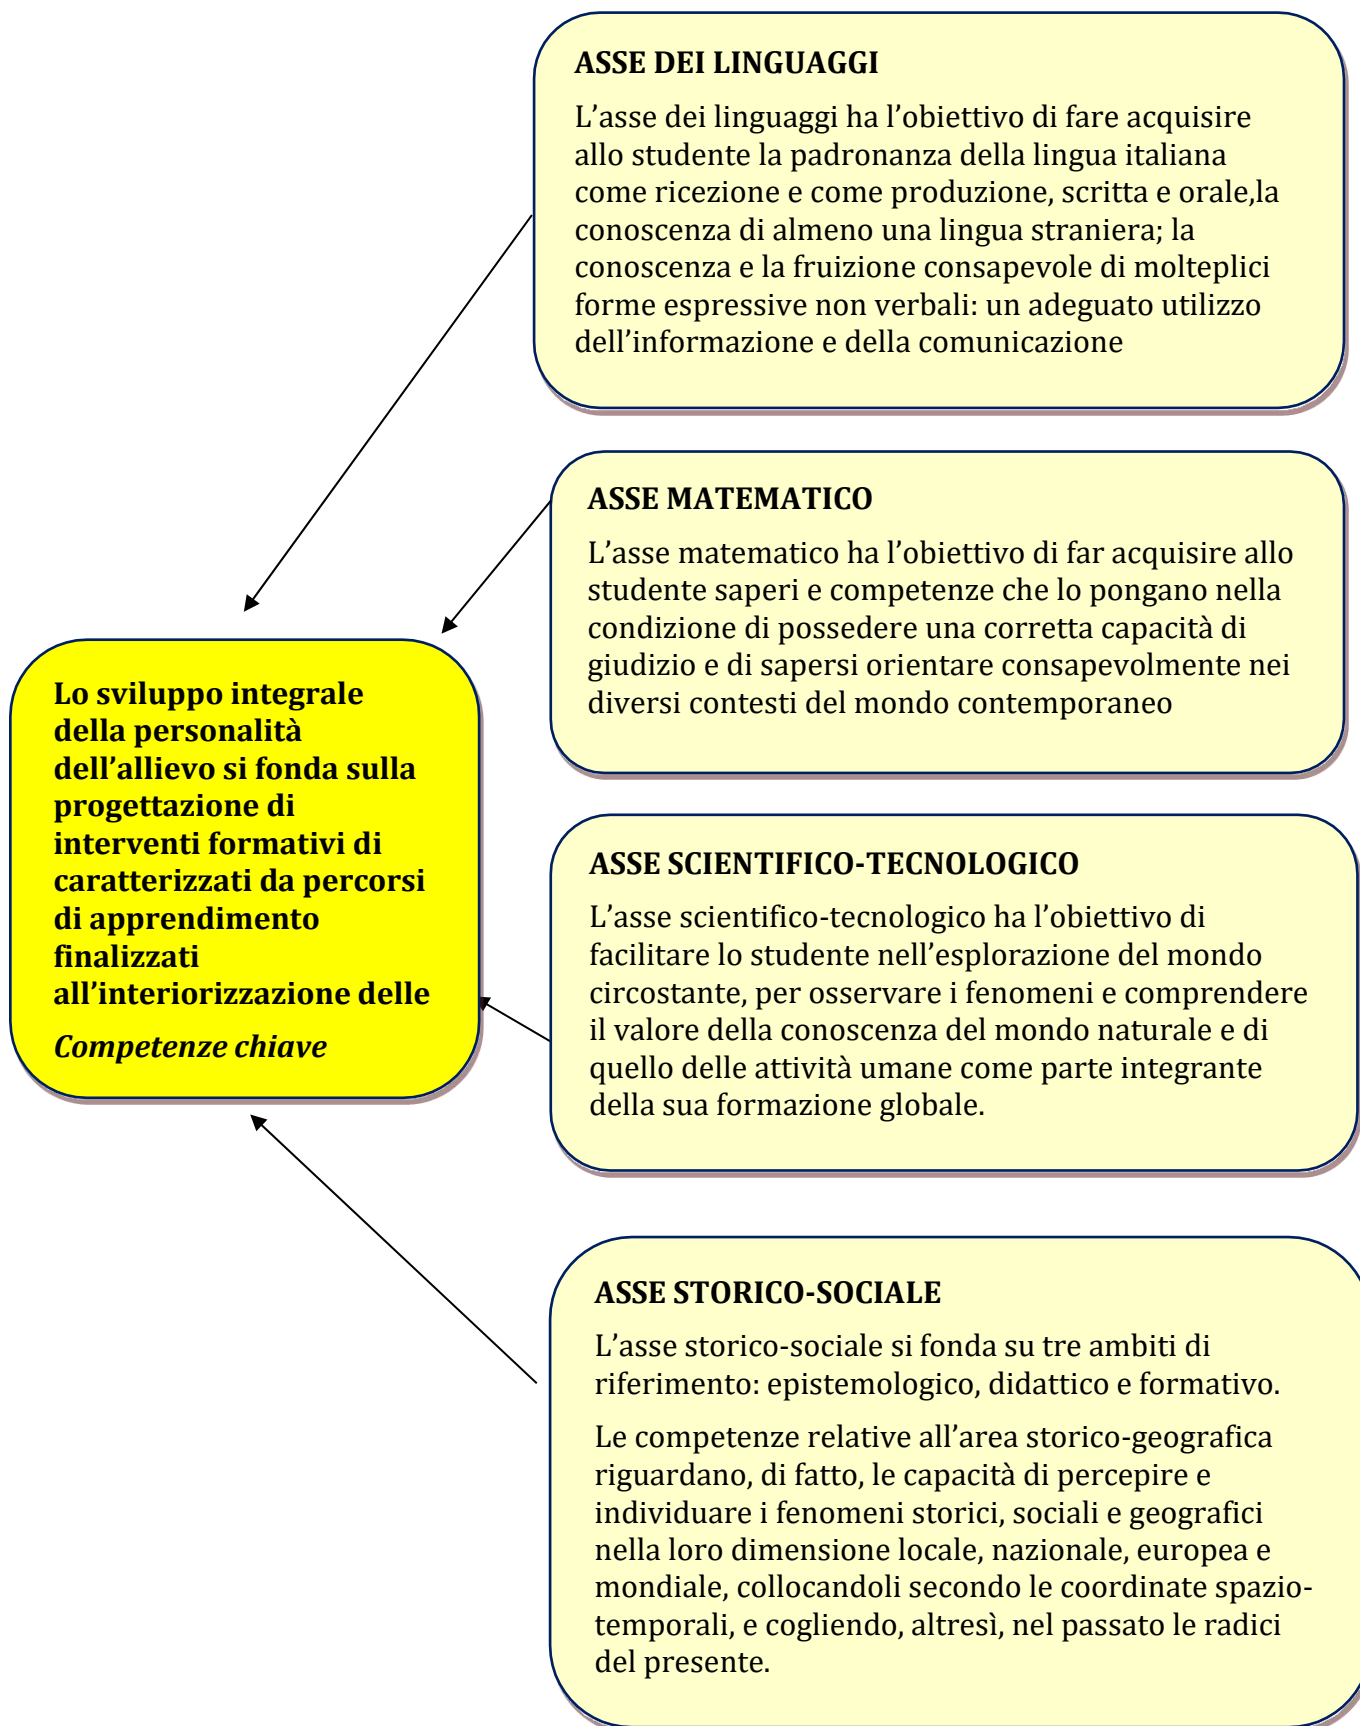 ASSE DEI LINGUAGGI
L’asse dei linguaggi ha l’obiettivo di fare acquisire
allo studente la padronanza della lingua italiana
come ricezione e come produzione, scritta e orale,la
conoscenza di almeno una lingua straniera; la
conoscenza e la fruizione consapevole di molteplici
forme espressive non verbali: un adeguato utilizzo
dell’informazione e della comunicazione
ASSE MATEMATICO
L’asse matematico ha l’obiettivo di far acquisire allo
studente saperi e competenze che lo pongano nella
condizione di possedere una corretta capacità di
giudizio e di sapersi orientare consapevolmente nei
diversi contesti del mondo contemporaneo
Lo sviluppo integrale
della personalità
dell’allievo si fonda sulla
progettazione di
interventi formativi di
caratterizzati da percorsi
di apprendimento
finalizzati
all’interiorizzazione delle
Competenze chiave
ASSE SCIENTIFICO-TECNOLOGICO
L’asse scientifico-tecnologico ha l’obiettivo di
facilitare lo studente nell’esplorazione del mondo
circostante, per osservare i fenomeni e comprendere
il valore della conoscenza del mondo naturale e di
quello delle attività umane come parte integrante
della sua formazione globale.
ASSE STORICO-SOCIALE
L’asse storico-sociale si fonda su tre ambiti di
riferimento: epistemologico, didattico e formativo.
Le competenze relative all’area storico-geografica
riguardano, di fatto, le capacità di percepire e
individuare i fenomeni storici, sociali e geografici
nella loro dimensione locale, nazionale, europea e
mondiale, collocandoli secondo le coordinate spazio-
temporali, e cogliendo, altresì, nel passato le radici
del presente.